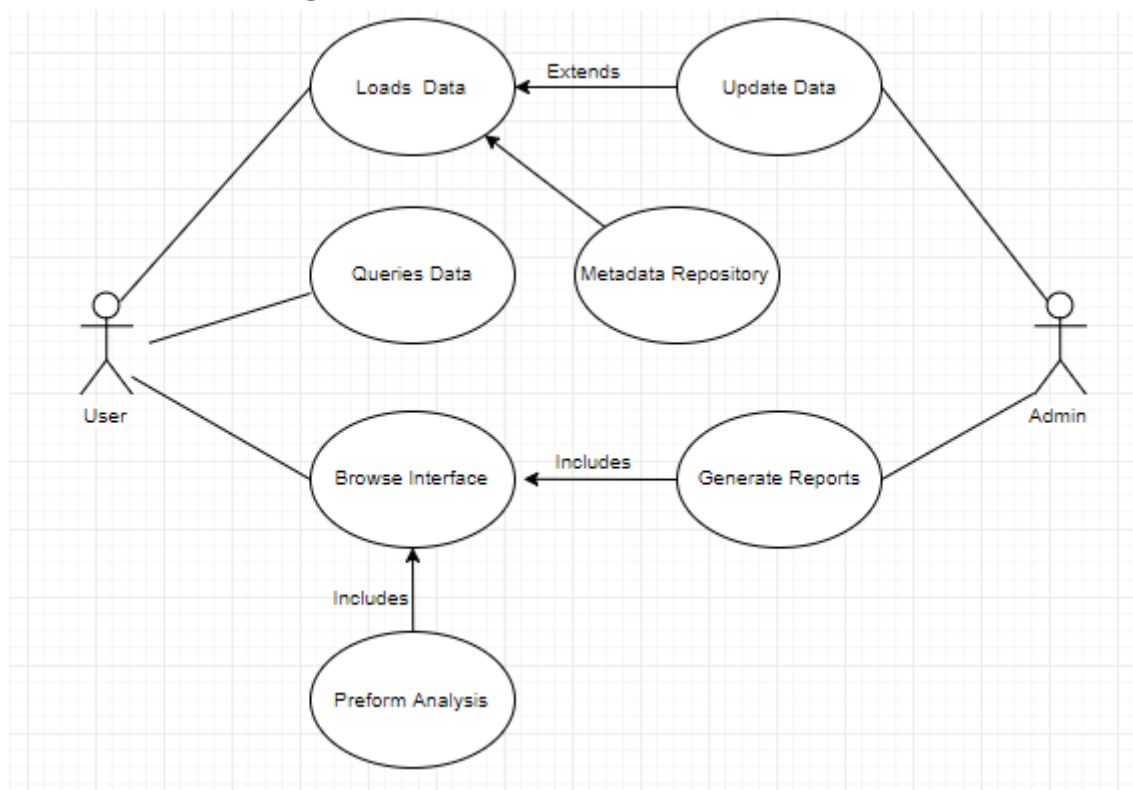 Loads Data
Extends
Update Data
Queries Data
Metadata Repository
User
Admin
Browse Interface
Includes
Generate Reports
Includes
Preform Analysis